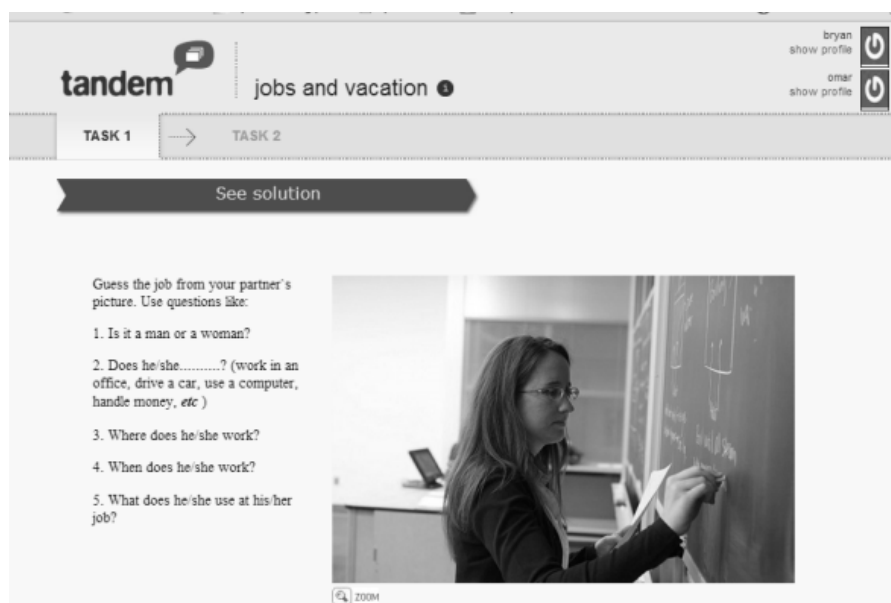 bryan
show profile
omar
show profile
tandem
jobs and vacation 1
TASK 1
TASK 2
See solution
Guess the job from your partner`s
picture. Use questions like:
1. Is it a man or a woman?
2. Does he/she..........? (work in an
office, drive a car, use a computer,
handle money, etc )
3. Where does he/she work?
4. When does he/she work?
5. What does he/she use at his/her
job?
ZOOM